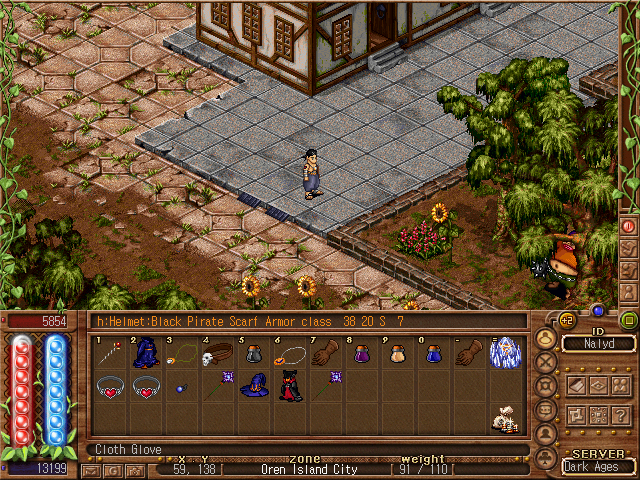 5854
h:Helmet:Black Pirate Scarf Armor class 38 20 S 7
+2
ID
Nalyd
1 2 3 4 5 6 7 8 9 0 - =
?
Cloth Glove
X Y zone weight
13199
G
59, 138 [ Oren Island City [ 91 / 110 ]
SERVER
Dark Ages